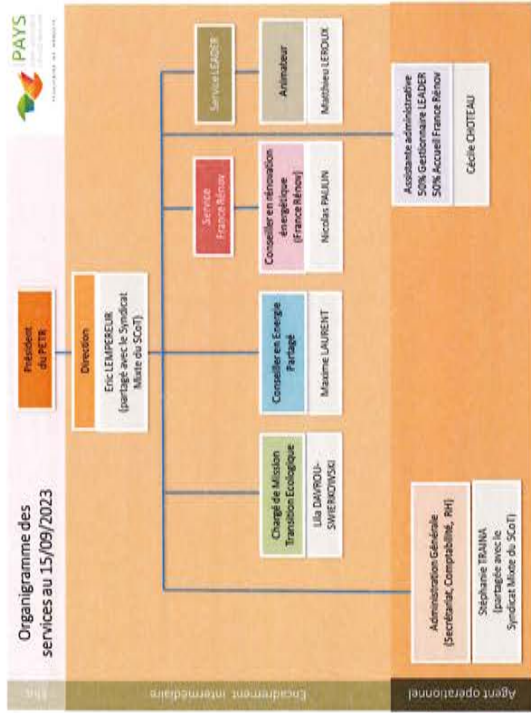 Organigramme des
services au 15/09/2023
PAYS
Président
du PETR
Direction
Eric LEMPEREUR
(partagé avec le Syndicat
Mixte du SCoT)
Service
France Rénov
Service LEADER
Chargé de Mission
Transition Ecologique
Lila DAVROU-
SWIERKOWSKI
Conseiller en Energie
Partagé
Maxime LAURENT
Conseiller en rénovation
énergétique
(France Rénov)
Nicolas PAULIN
Animateur
Matthieu LEROUX
Administration Générale
(Secrétariat, Comptabilité, RH)
Stéphanie TRAINA
(partagée avec le
Syndicat Mixte du SCoT)
Assistante administrative
50% Gestionnaire LEADER
50% Accueil France Rénov
Cécile CHOTEAU
Encadrement intermédiaire
Agent opérationnel